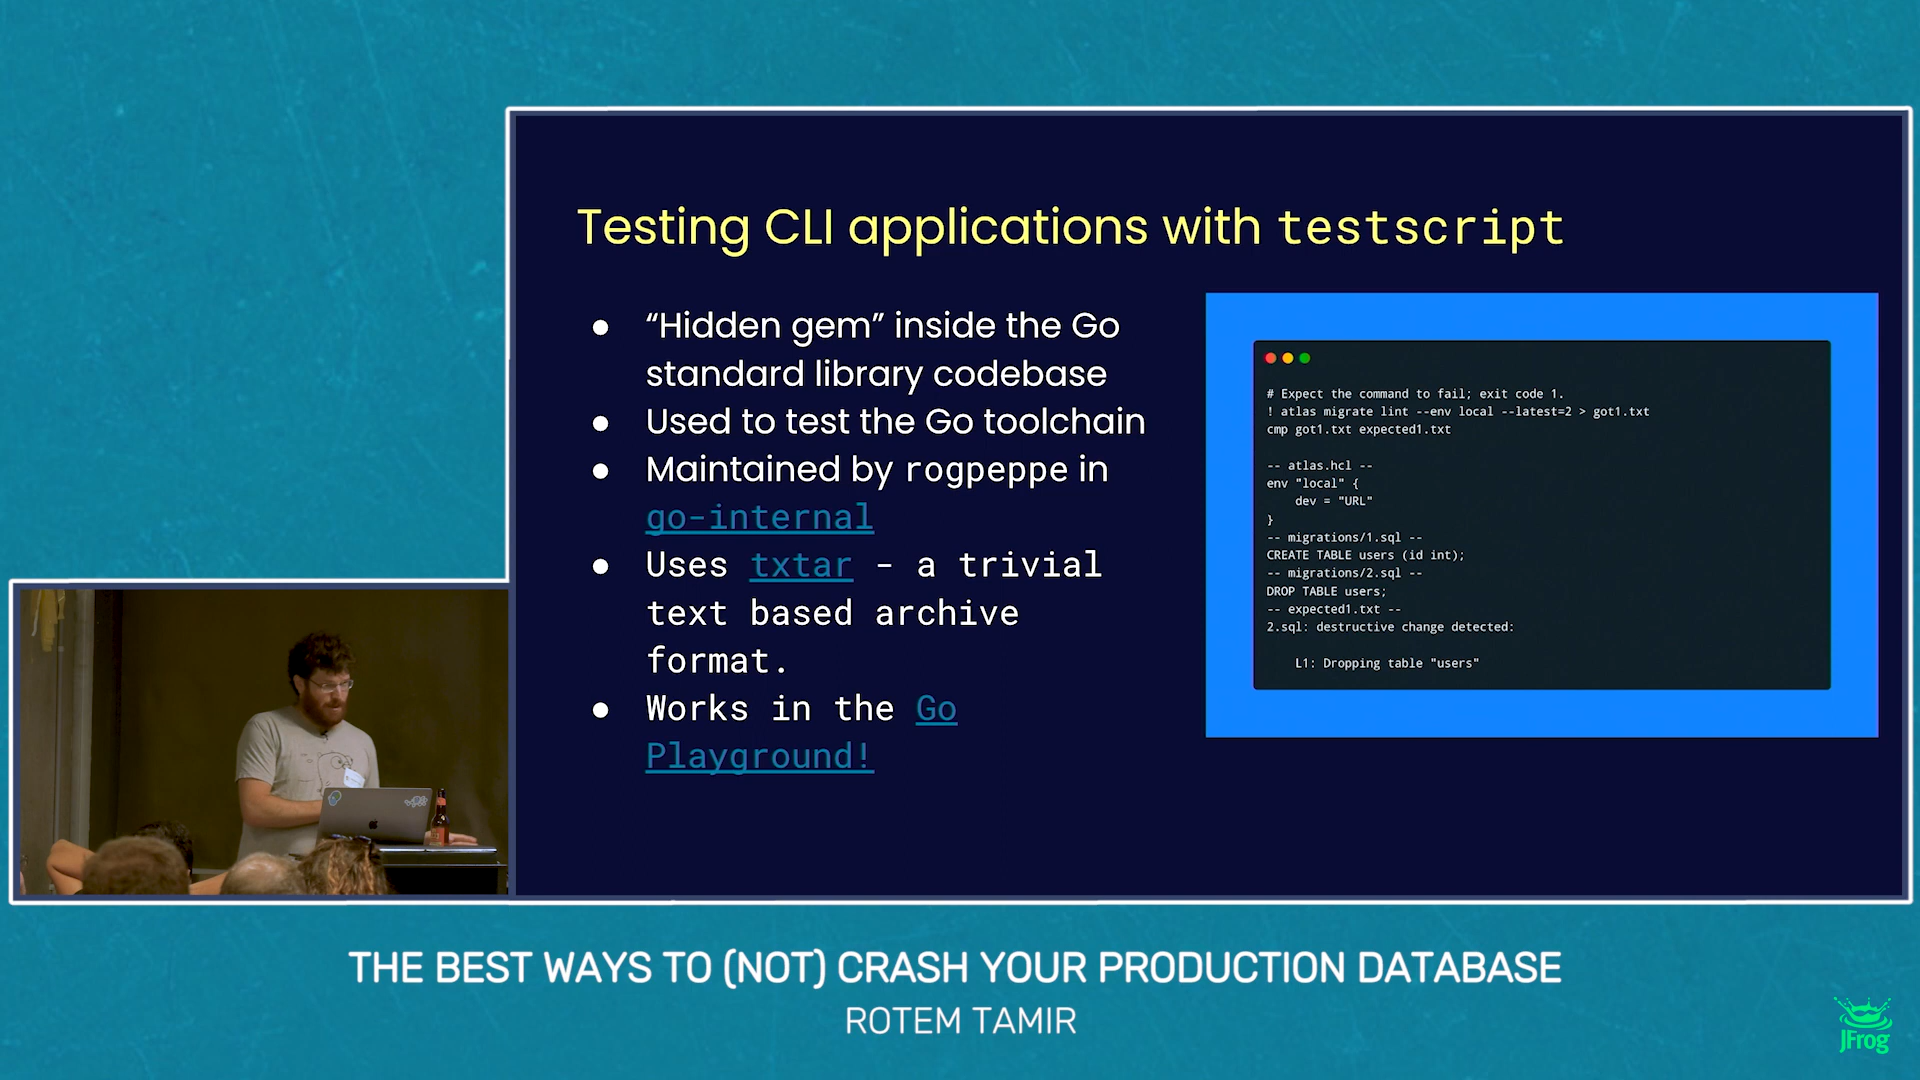 Testing CLI applications with testscript
● “Hidden gem” inside the Go
standard library codebase
● Used to test the Go toolchain
● Maintained by rogpeppe in
go-internal
● Uses txtar - a trivial
text based archive
format.
● Works in the Go
Playground!
# Expect the command to fail; exit code 1.
! atlas migrate lint --env local --latest=2 > got1.txt
cmp got1.txt expected1.txt
-- atlas.hcl --
env "local" {
dev = "URL"
}
-- migrations/1.sql --
CREATE TABLE users (id int);
-- migrations/2.sql --
DROP TABLE users;
-- expected1.txt --
2.sql: destructive change detected:
L1: Dropping table "users"
THE BEST WAYS TO (NOT) CRASH YOUR PRODUCTION DATABASE
ROTEM TAMIR
JFrog